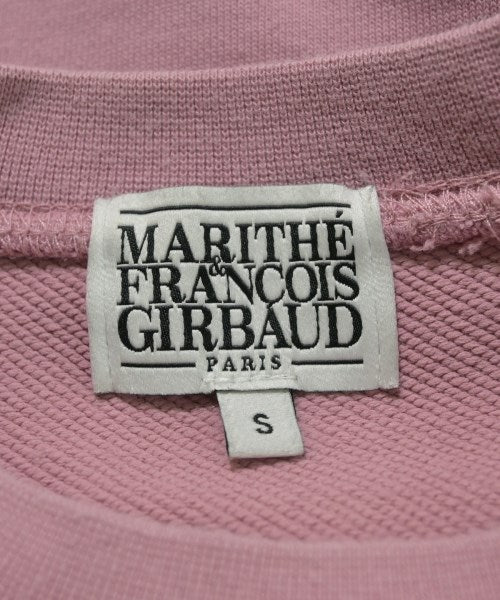 MARITHÉ
&
FRANÇOIS
GIRBAUD
PARIS
S